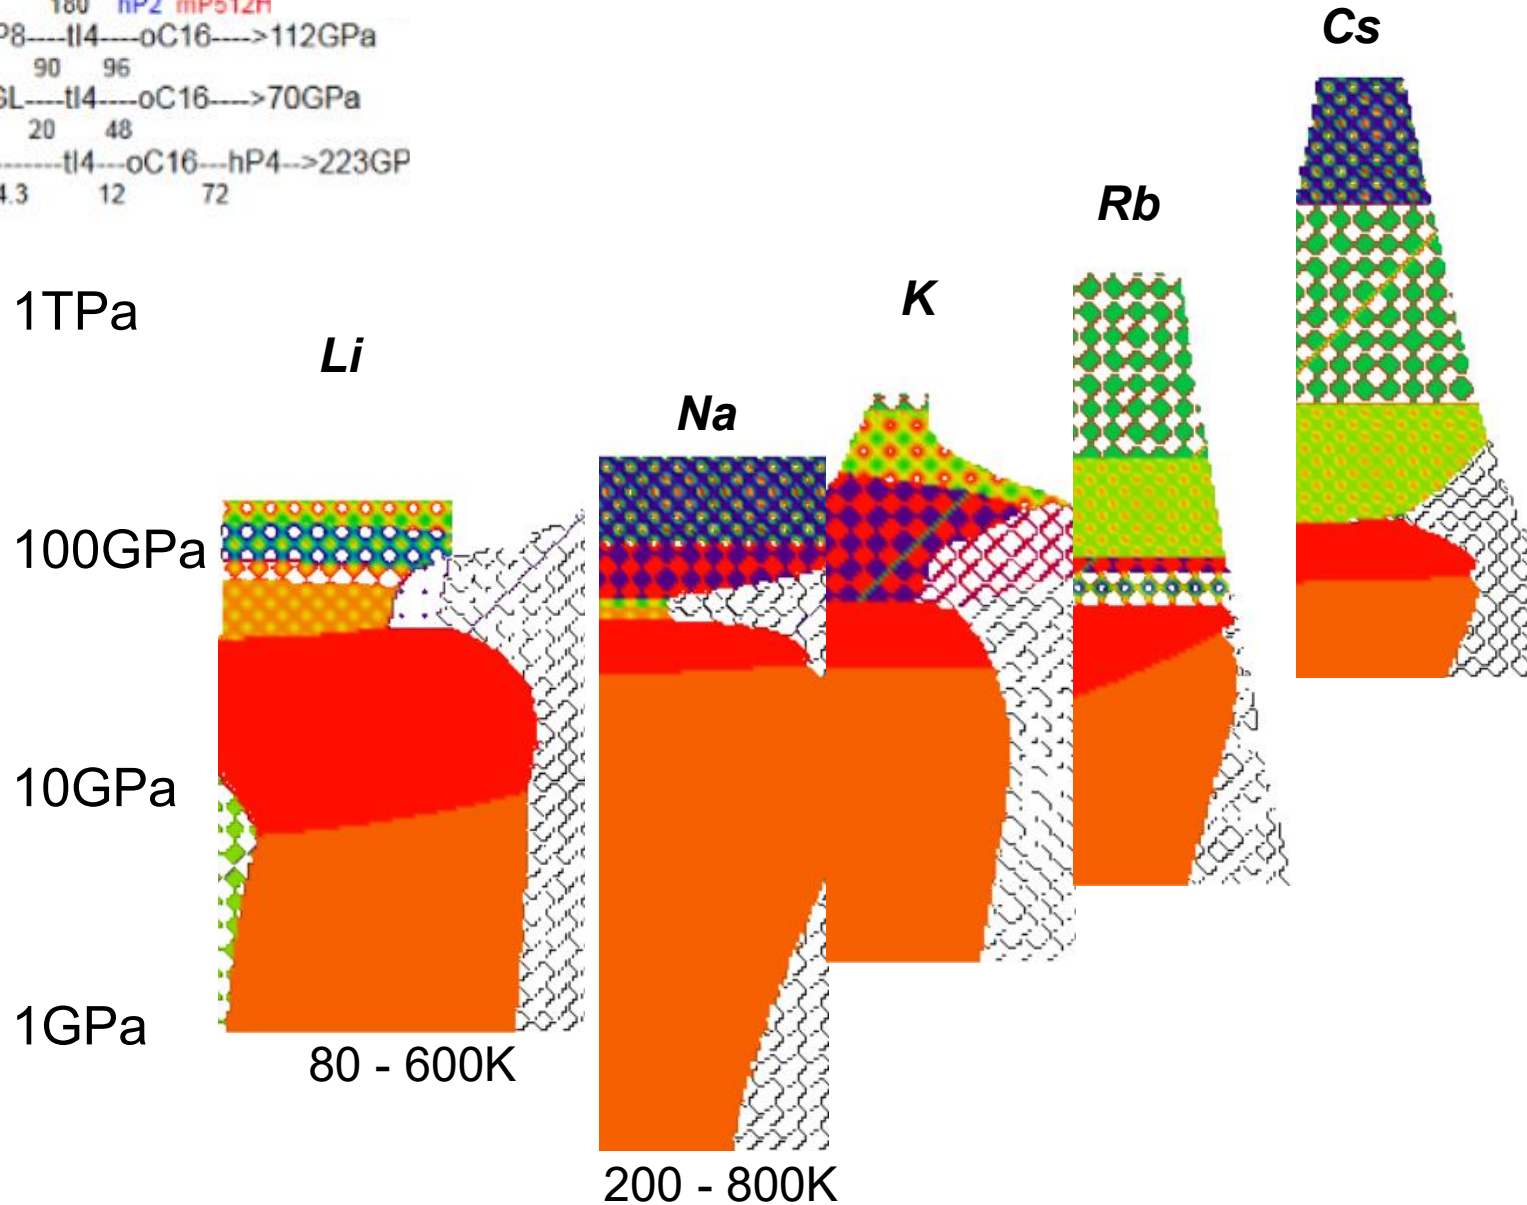 180 hP2 mP512H
P8----tI4----oC16---->112GPa
90 96
GL----tI4----oC16---->70GPa
20 48
-------tI4---oC16---hP4-->223GP
4.3 12 72
Cs
Rb
1TPa
K
Li
Na
100GPa
10GPa
1GPa
80 - 600K
200 - 800K